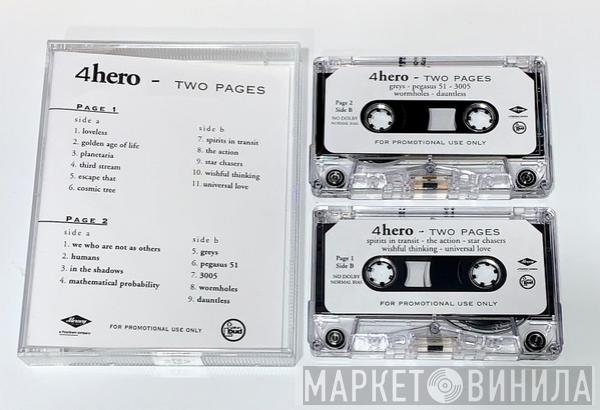 4hero - TWO PAGES
PAGE 1
side a
1. loveless
2. golden age of life
3. planetaria
4. third stream
5. escape that
6. cosmic tree
side b
7. spirits in transit
8. the action
9. star chasers
10. wishful thinking
11. universal love
PAGE 2
side a
1. we who are not as others
2. humans
3. in the shadows
4. mathematical probability
side b
5. greys
6. pegasus 51
7. 3005
8. wormholes
9. dauntless
FOR PROMOTIONAL USE ONLY
4hero - TWO PAGES
greys - pegasus 51 - 3005
wormholes - dauntless
Page 2
Side B
NO DOLBY
NORMAL BIAS
FOR PROMOTIONAL USE ONLY
4hero - TWO PAGES
spirits in transit - the action - star chasers
wishful thinking - universal love
Page 1
Side B
NO DOLBY
NORMAL BIAS
FOR PROMOTIONAL USE ONLY
МАРКЕТ ВИНИЛА